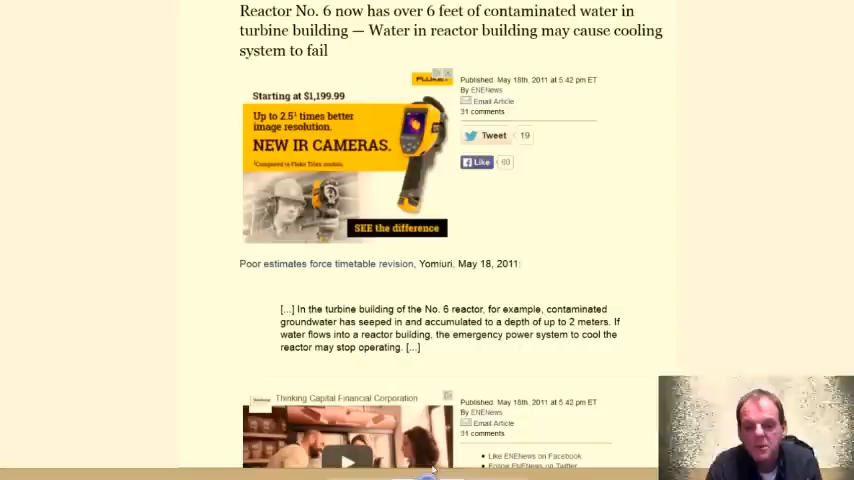 Reactor No. 6 now has over 6 feet of contaminated water in
turbine building — Water in reactor building may cause cooling
system to fail
FLUKE
Starting at $1,199.99
Up to 2.5¹ times better
image resolution.
NEW IR CAMERAS.
SEE the difference
Published: May 18th, 2011 at 5:42 pm ET
By ENENews
Email Article
31 comments
Tweet 19
Like
Poor estimates force timetable revision, Yomiuri. May 18, 2011:
[...] In the turbine building of the No. 6 reactor, for example, contaminated
groundwater has seeped in and accumulated to a depth of up to 2 meters. If
water flows into a reactor building, the emergency power system to cool the
reactor may stop operating. [...]
Thinking Capital Financial Corporation
Published: May 18th, 2011 at 5:42 pm ET
By ENENews
Email Article
31 comments
Like ENENews on Facebook
Follow ENENews on Twitter